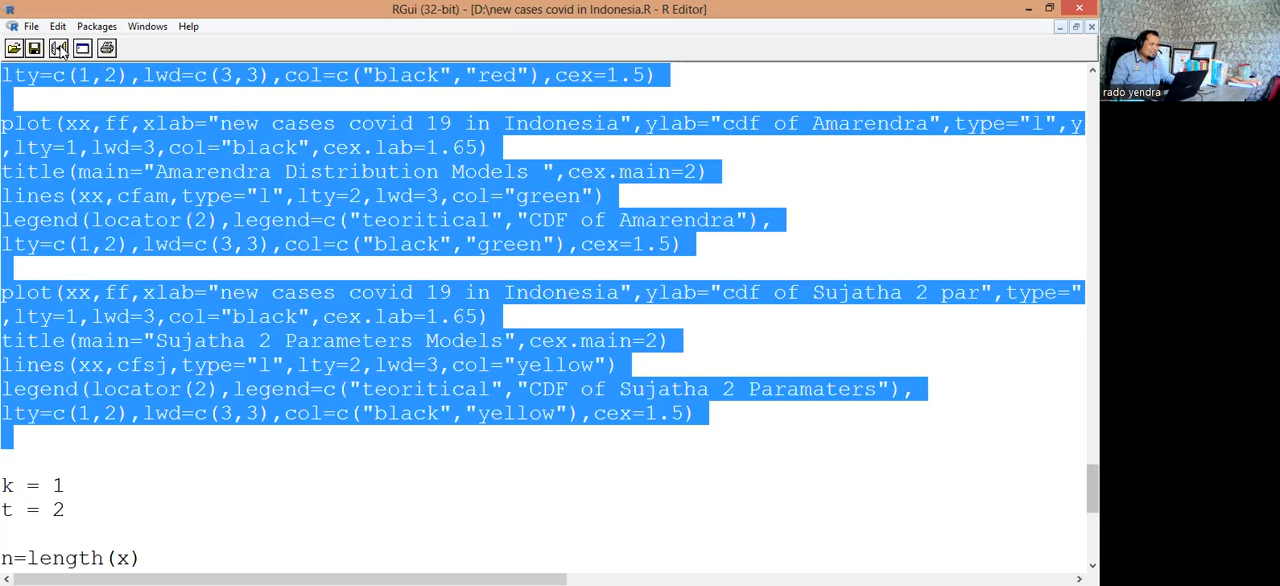 RGui (32-bit) - [D:\new cases covid in Indonesia.R - R Editor]
File Edit Packages Windows Help
lty=c(1,2),lwd=c(3,3),col=c("black","red"),cex=1.5)
plot(xx,ff,xlab="new cases covid 19 in Indonesia",ylab="cdf of Amarendra",type="l",y
,lty=1,lwd=3,col="black",cex.lab=1.65)
title(main="Amarendra Distribution Models ",cex.main=2)
lines(xx,cfam,type="l",lty=2,lwd=3,col="green")
legend(locator(2),legend=c("teoritical","CDF of Amarendra"),
lty=c(1,2),lwd=c(3,3),col=c("black","green"),cex=1.5)
plot(xx,ff,xlab="new cases covid 19 in Indonesia",ylab="cdf of Sujatha 2 par",type="
,lty=1,lwd=3,col="black",cex.lab=1.65)
title(main="Sujatha 2 Parameters Models",cex.main=2)
lines(xx,cfsj,type="l",lty=2,lwd=3,col="yellow")
legend(locator(2),legend=c("teoritical","CDF of Sujatha 2 Paramaters"),
lty=c(1,2),lwd=c(3,3),col=c("black","yellow"),cex=1.5)
k = 1
t = 2
n=length(x)
rado yendra